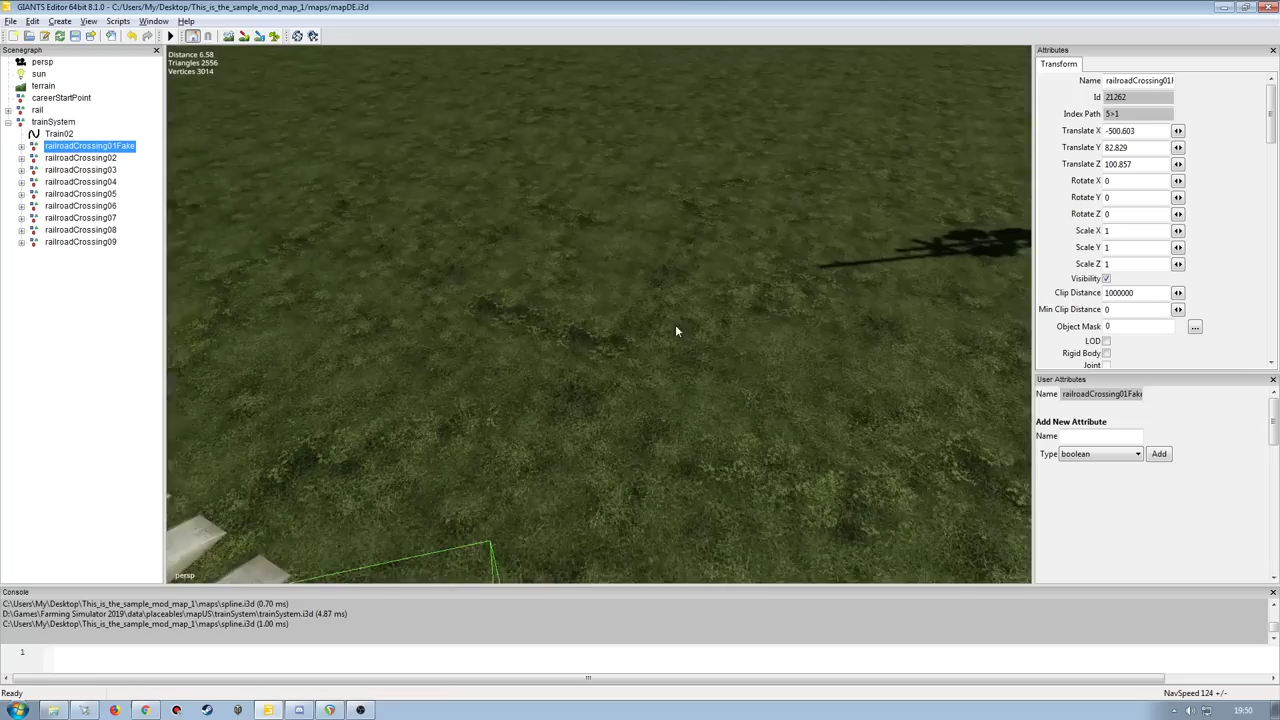 GIANTS Editor 64bit 8.1.0 - C:/Users/My/Desktop/This_is_the_sample_mod_map_1/maps/mapDE.i3d
File Edit View Create Scripts Window Help
Scenegraph
persp
sun
terrain
careerStartPoint
rail
trainSystem
Train02
railroadCrossing01Fake
railroadCrossing02
railroadCrossing03
railroadCrossing04
railroadCrossing05
railroadCrossing06
railroadCrossing07
railroadCrossing08
railroadCrossing09
Distance 6.58
Triangles 2556
Vertices 3014
persp
Attributes
Transform
Name railroadCrossing01F
Id 21262
Index Path 5>1
Translate X -500.603
Translate Y 82.829
Translate Z 100.857
Rotate X 0
Rotate Y 0
Rotate Z 0
Scale X 1
Scale Y 1
Scale Z 1
Visibility
Clip Distance 1000000
Min Clip Distance 0
Object Mask 0 ...
LOD
Rigid Body
Joint
User Attributes
Name railroadCrossing01Fake
Add New Attribute
Name
Type boolean Add
Console
C:\Users\My\Desktop\This_is_the_sample_mod_map_1\maps\spline.i3d (0.70 ms)
D:\Games\Farming Simulator 2019\data\placeables\mapUS\trainSystem\trainSystem.i3d (4.87 ms)
C:\Users\My\Desktop\This_is_the_sample_mod_map_1\maps\spline.i3d (1.00 ms)
1
Ready
NavSpeed 124 +/-
19:50